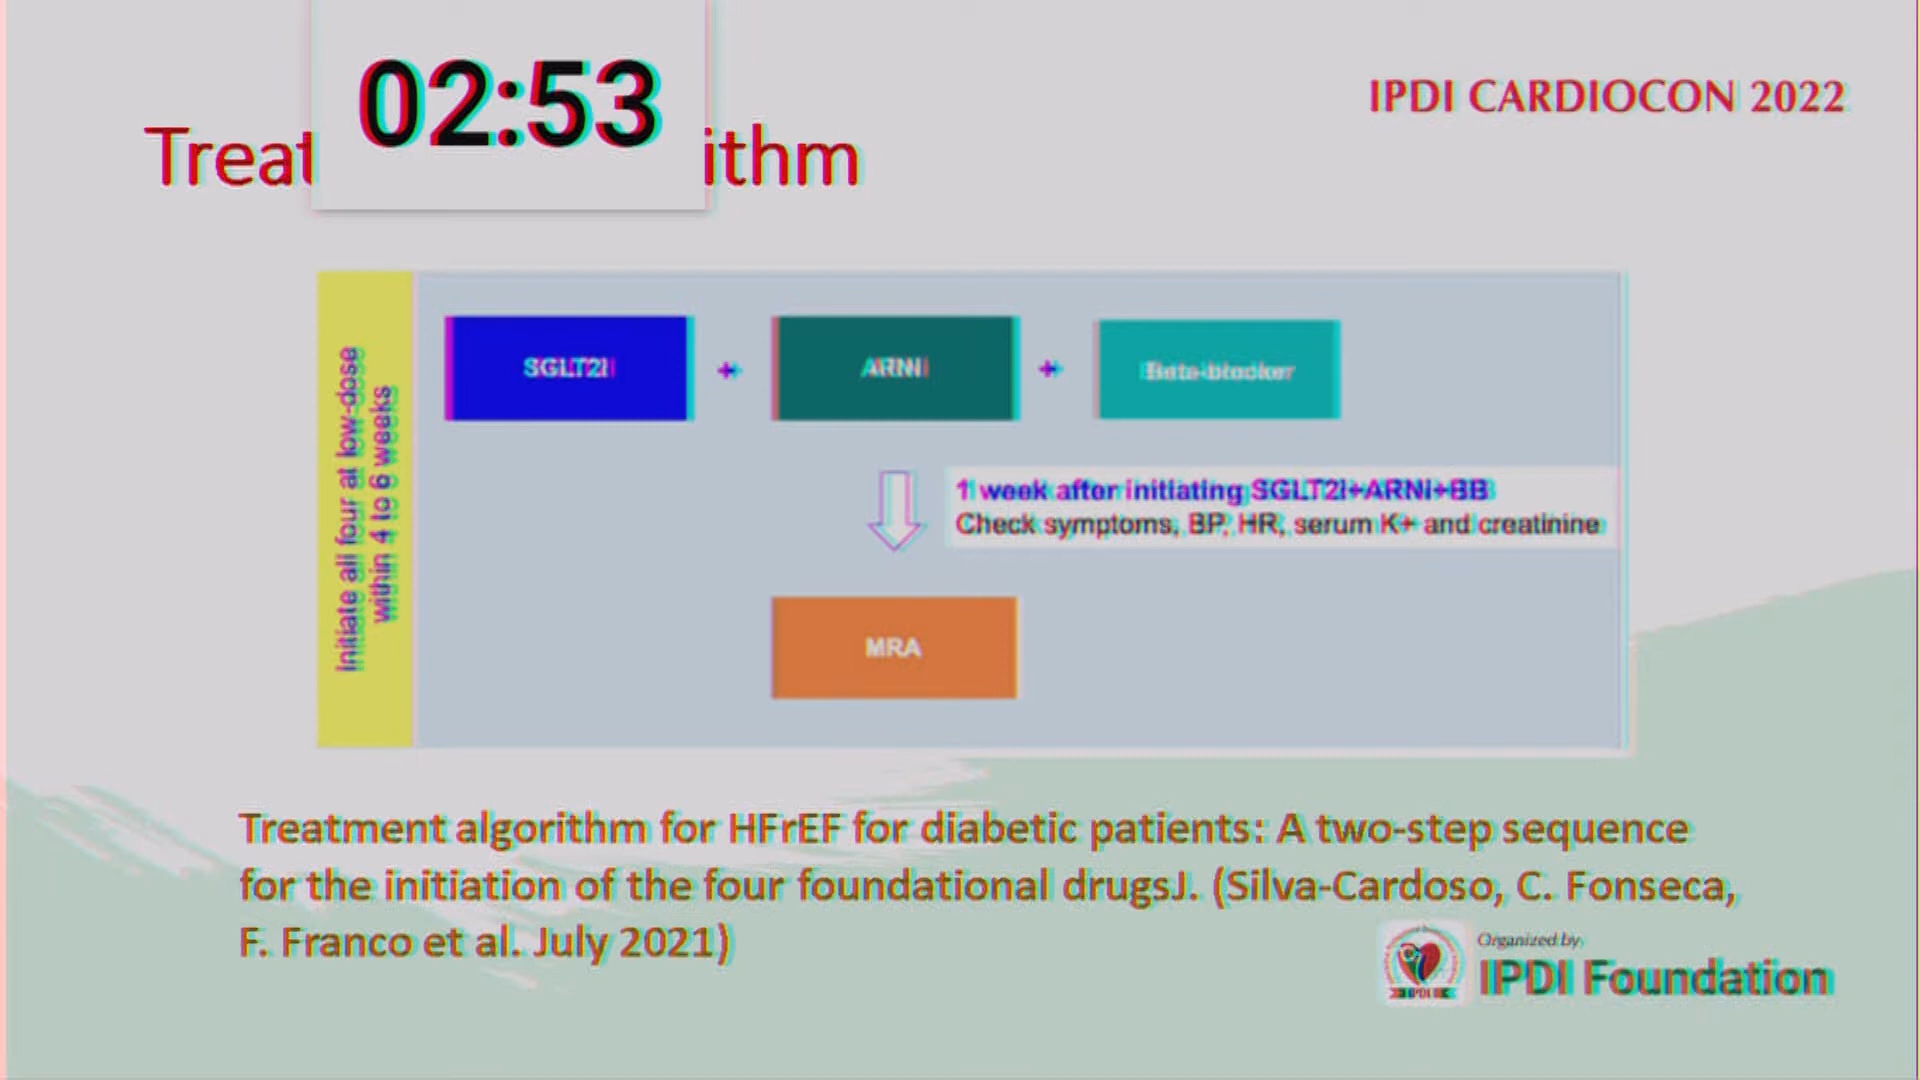 02:53
IPDI CARDIOCON 2022
Treat ithm
Initiate all four at low-dose
within 4 to 6 weeks
SGLT2i + ARNi + Beta-blocker
1 week after initiating SGLT2i+ARNi+BB
Check symptoms, BP, HR, serum K+ and creatinine
MRA
Treatment algorithm for HFrEF for diabetic patients: A two-step sequence
for the initiation of the four foundational drugsJ. (Silva-Cardoso, C. Fonseca,
F. Franco et al. July 2021)
Organized by:
IPDI Foundation
IPDI